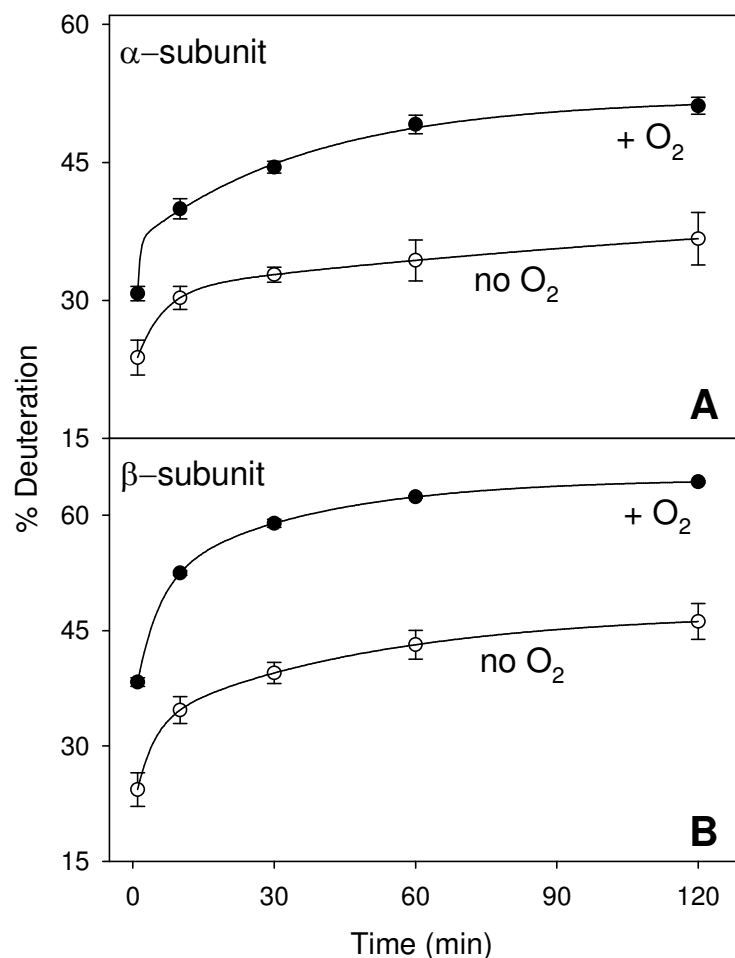 60
α–subunit
45
+ O₂
30
no O₂
A
15
β–subunit
60
+ O₂
45
no O₂
30
B
15
0 30 60 90 120
Time (min)
% Deuteration